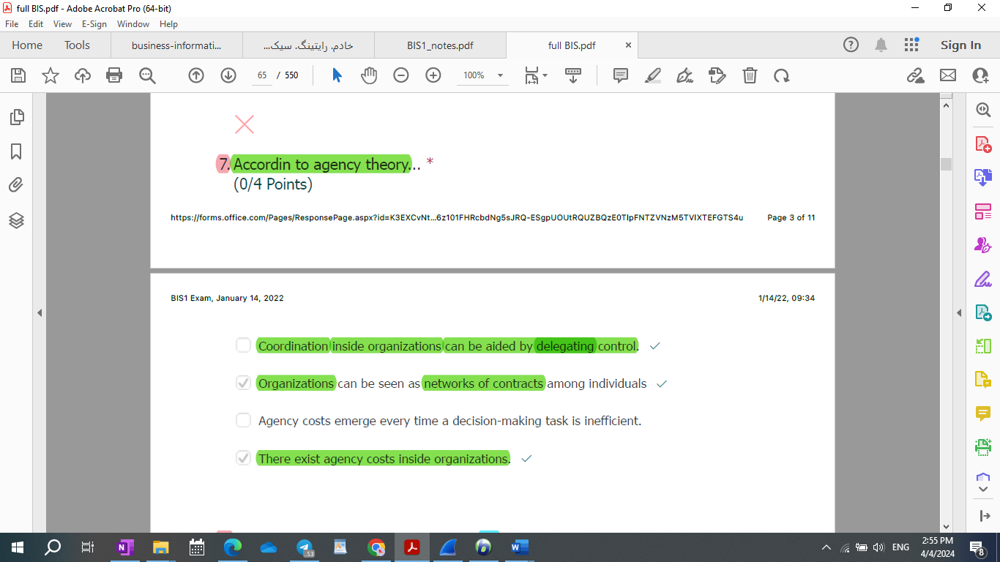 full BIS.pdf - Adobe Acrobat Pro (64-bit)
File Edit View E-Sign Window Help
Home Tools business-informati... خادم. رایتینگ. سیک... BIS1_notes.pdf full BIS.pdf × Sign In
65 / 550 100%
7. Accordin to agency theory... *
(0/4 Points)
https://forms.office.com/Pages/ResponsePage.aspx?id=K3EXCvNt...6z101FHRcbdNg5sJRQ-ESgpUOUtRQUZBQzE0TlpFNTZVNzM5TVlXTEFGTS4u Page 3 of 11
BIS1 Exam, January 14, 2022 1/14/22, 09:34
Coordination inside organizations can be aided by delegating control.
Organizations can be seen as networks of contracts among individuals
Agency costs emerge every time a decision-making task is inefficient.
There exist agency costs inside organizations.
53 ENG 2:55 PM
4/4/2024 8